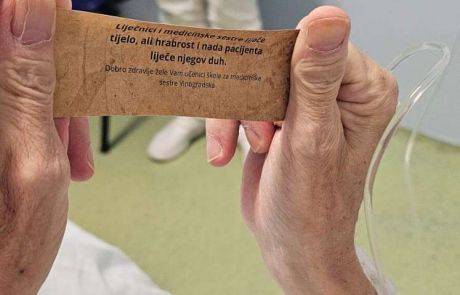 Liječnici i medicinske sestre liječe
tijelo, ali hrabrost i nada pacijenta
liječe njegov duh.
Dobro zdravlje žele Vam učenici Škole za medicinske
sestre Vinogradska